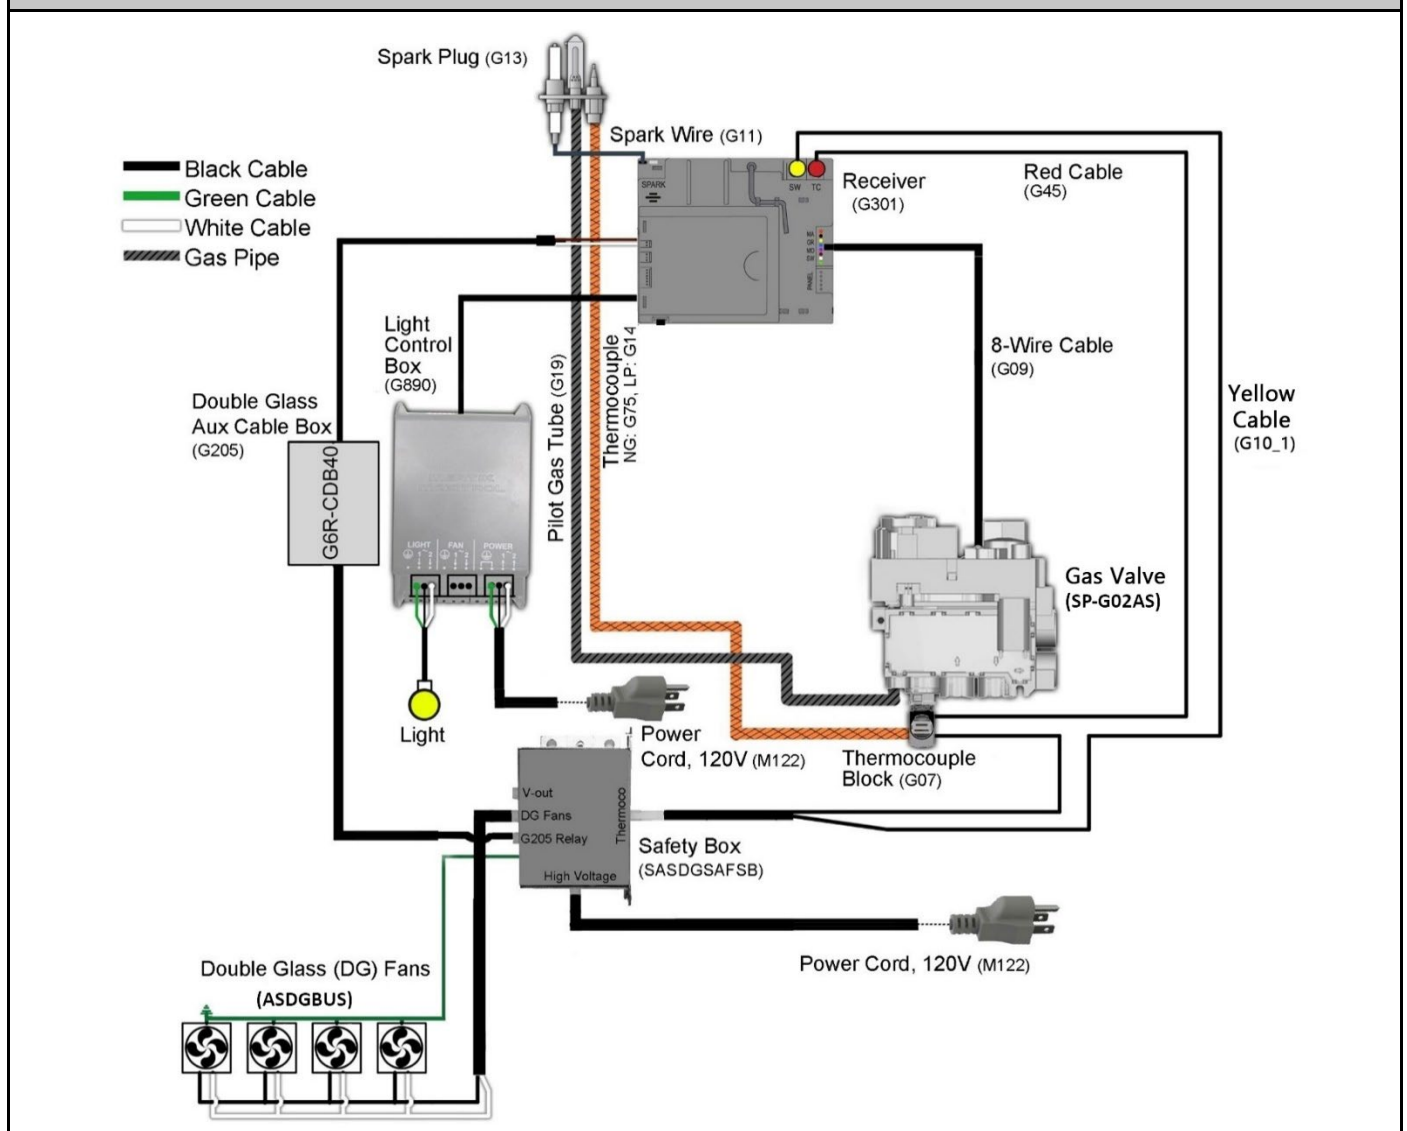 Spark Plug (G13)
Spark Wire (G11)
Black Cable
Green Cable
White Cable
Gas Pipe
SPARK
SW TC
Receiver
(G301)
Red Cable
(G45)
PANEL
Light
Control
Box
(G890)
8-Wire Cable
(G09)
Double Glass
Aux Cable Box
(G205)
G6R-CDB40
Pilot Gas Tube (G19)
Thermocouple
NG: G75, LP: G14
Yellow
Cable
(G10_1)
LIGHT FAN POWER
Gas Valve
(SP-G02AS)
Light
Power
Cord, 120V (M122)
Thermocouple
Block (G07)
V-out
DG Fans
G205 Relay
Thermoco
High Voltage
Safety Box
(SASDGSAFSB)
Power Cord, 120V (M122)
Double Glass (DG) Fans
(ASDGBUS)